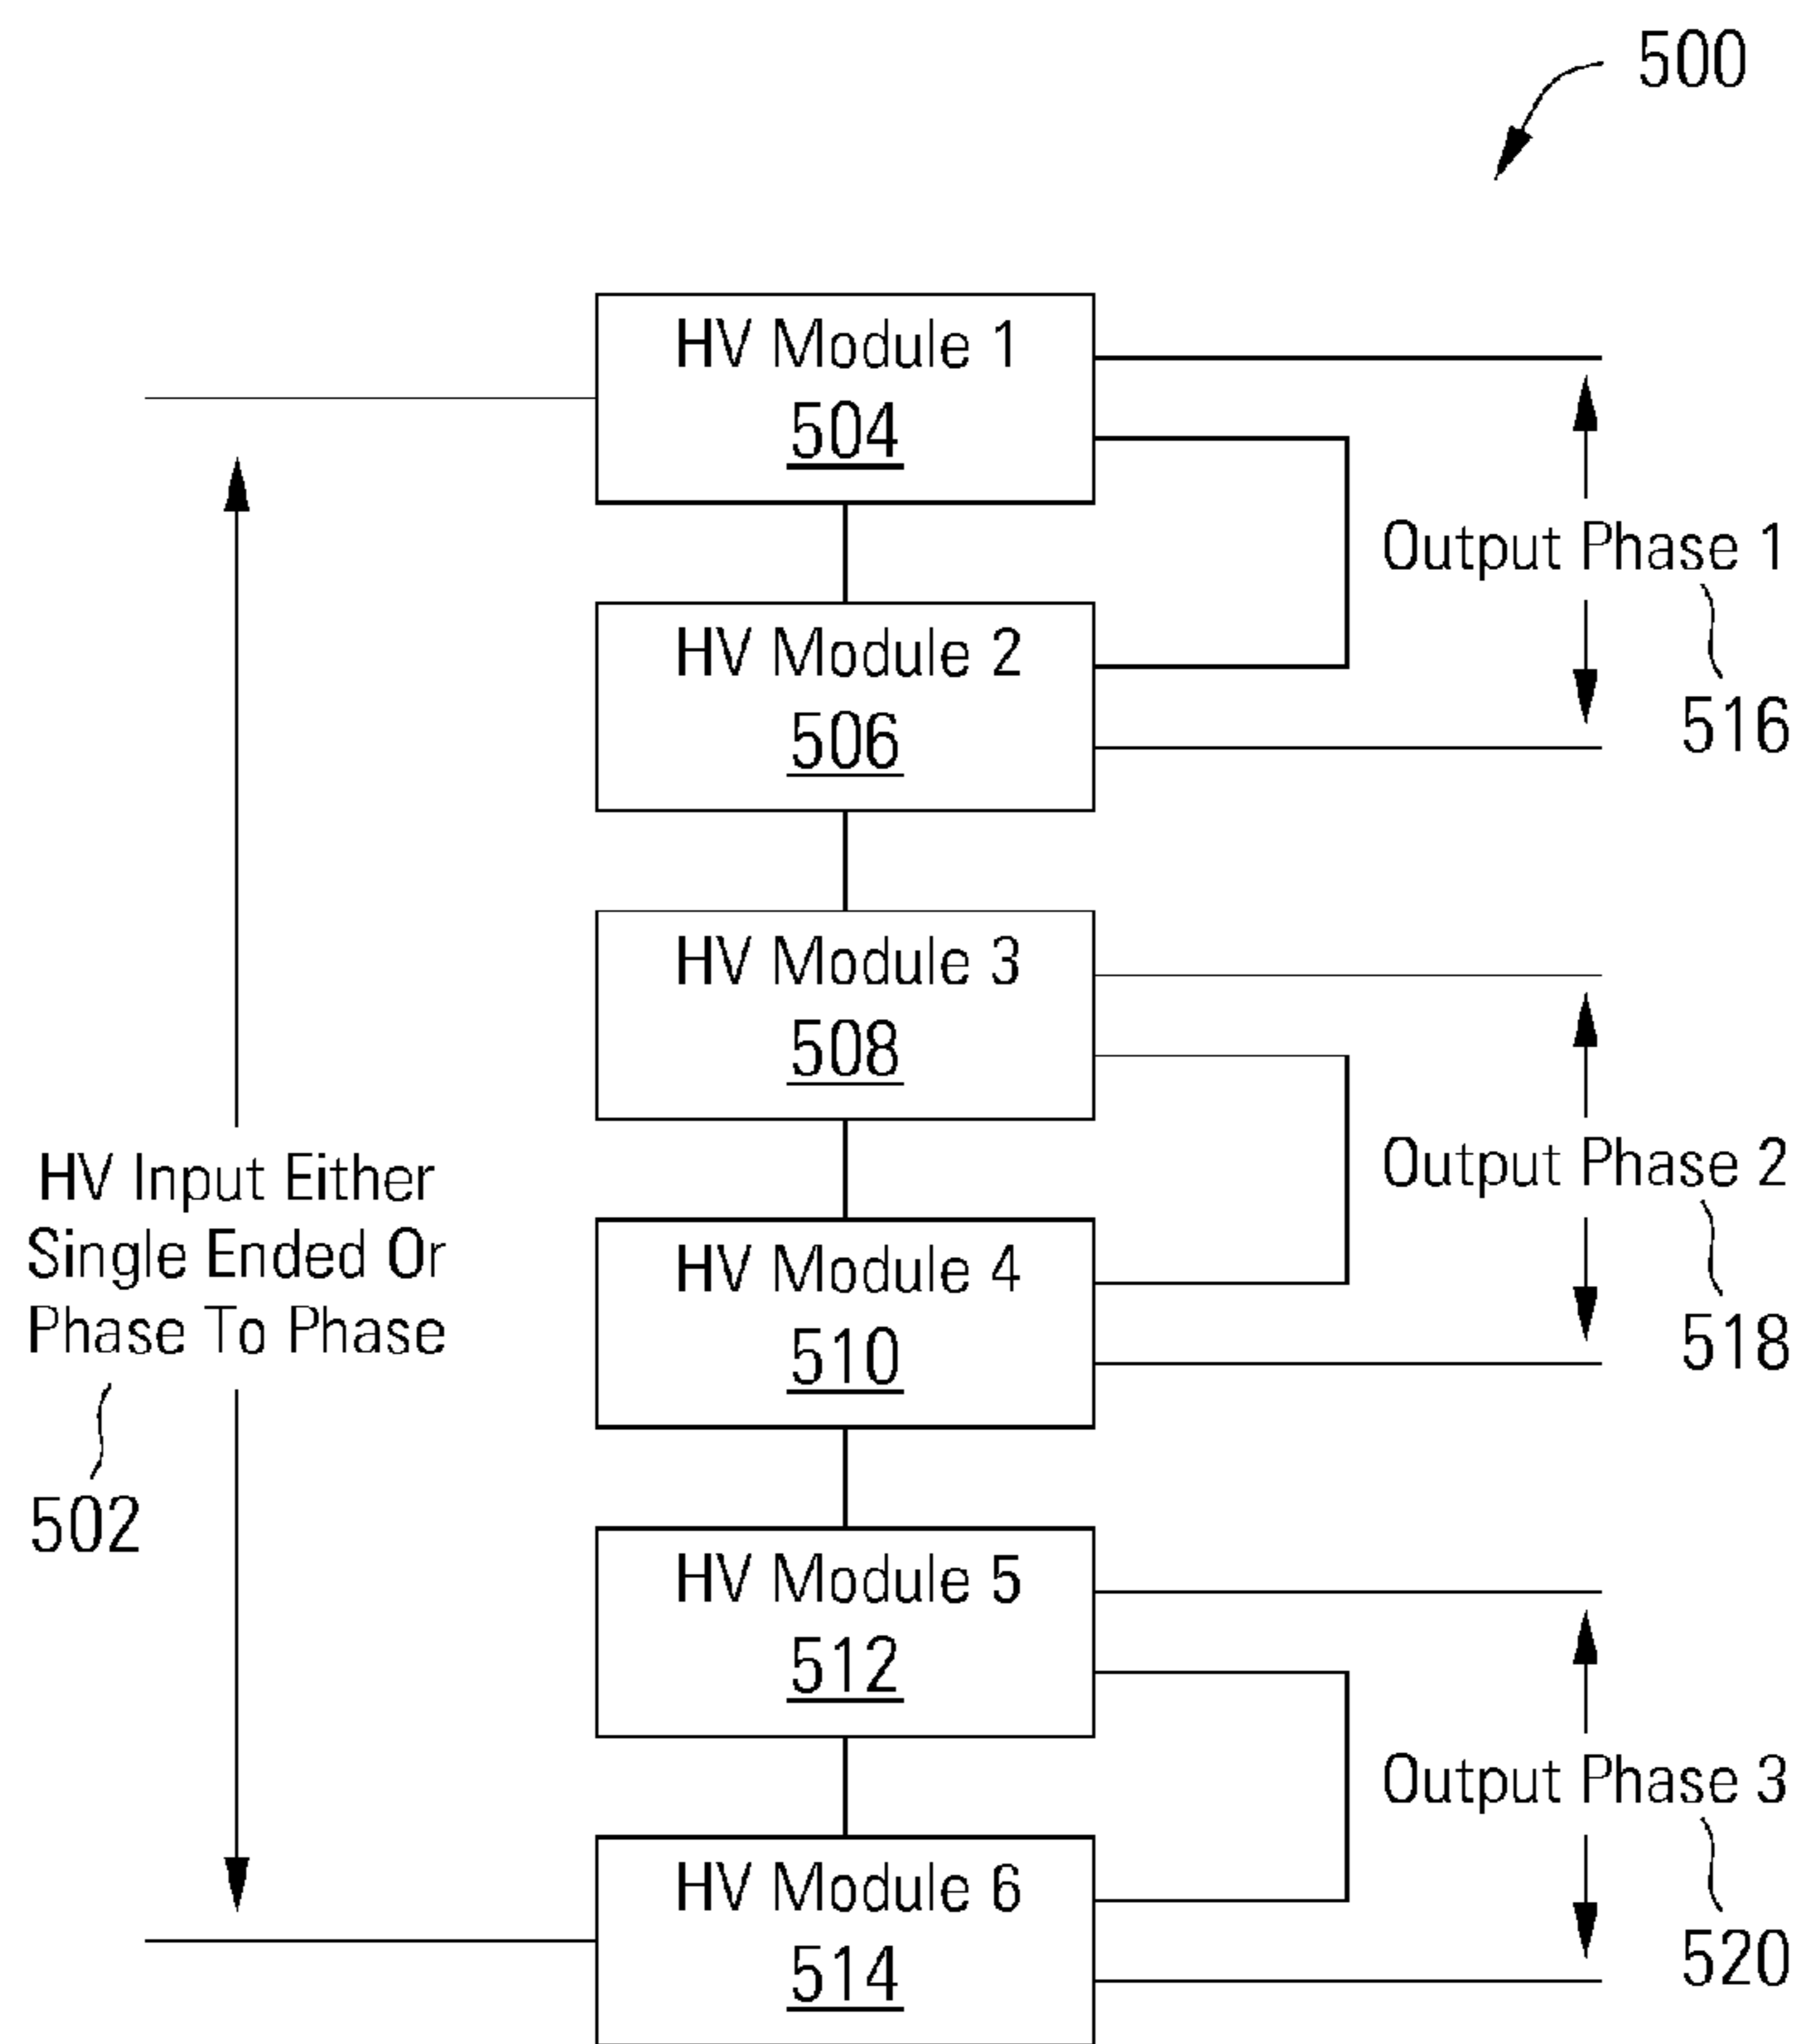 500
HV Module 1
504
Output Phase 1
HV Module 2
506
516
HV Module 3
508
HV Input Either
Single Ended Or
Phase To Phase
502
Output Phase 2
HV Module 4
510
518
HV Module 5
512
Output Phase 3
HV Module 6
514
520